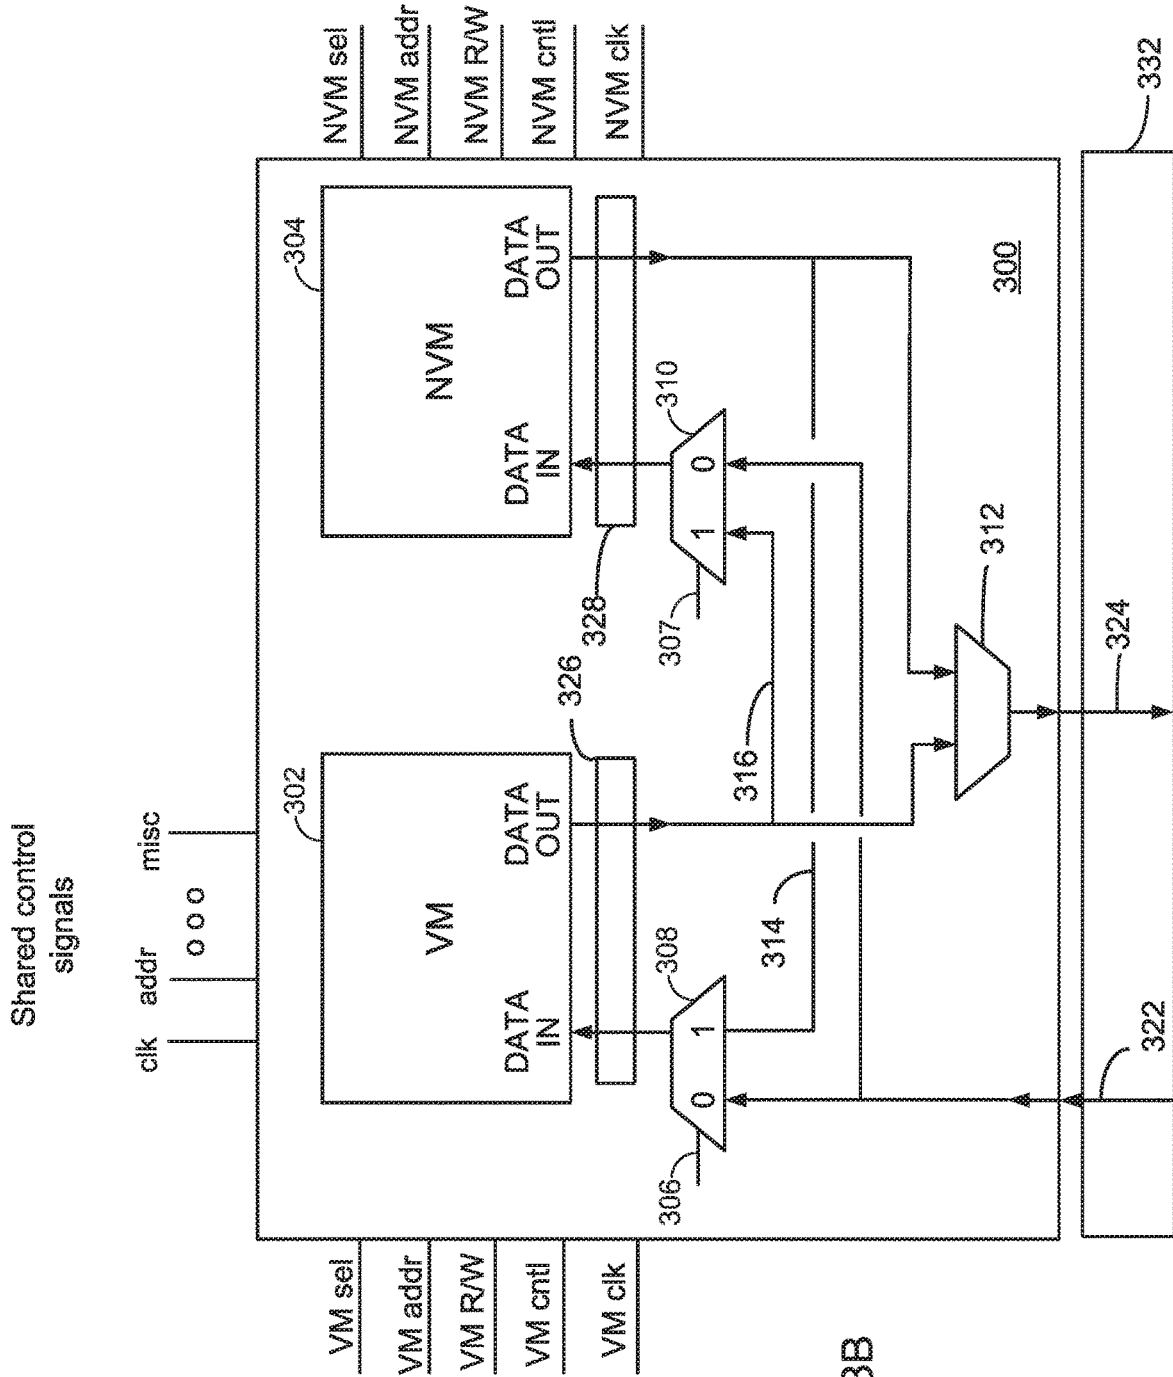 Shared control
signals
clk
addr
misc
o o o
VM sel
VM addr
VM R/W
VM cntl
VM clk
NVM sel
NVM addr
NVM R/W
NVM cntl
NVM clk
302
VM
DATA
IN
DATA
OUT
304
NVM
DATA
IN
DATA
OUT
326
328
306
308
0
1
307
310
1
0
314
316
312
300
322
324
332
3B